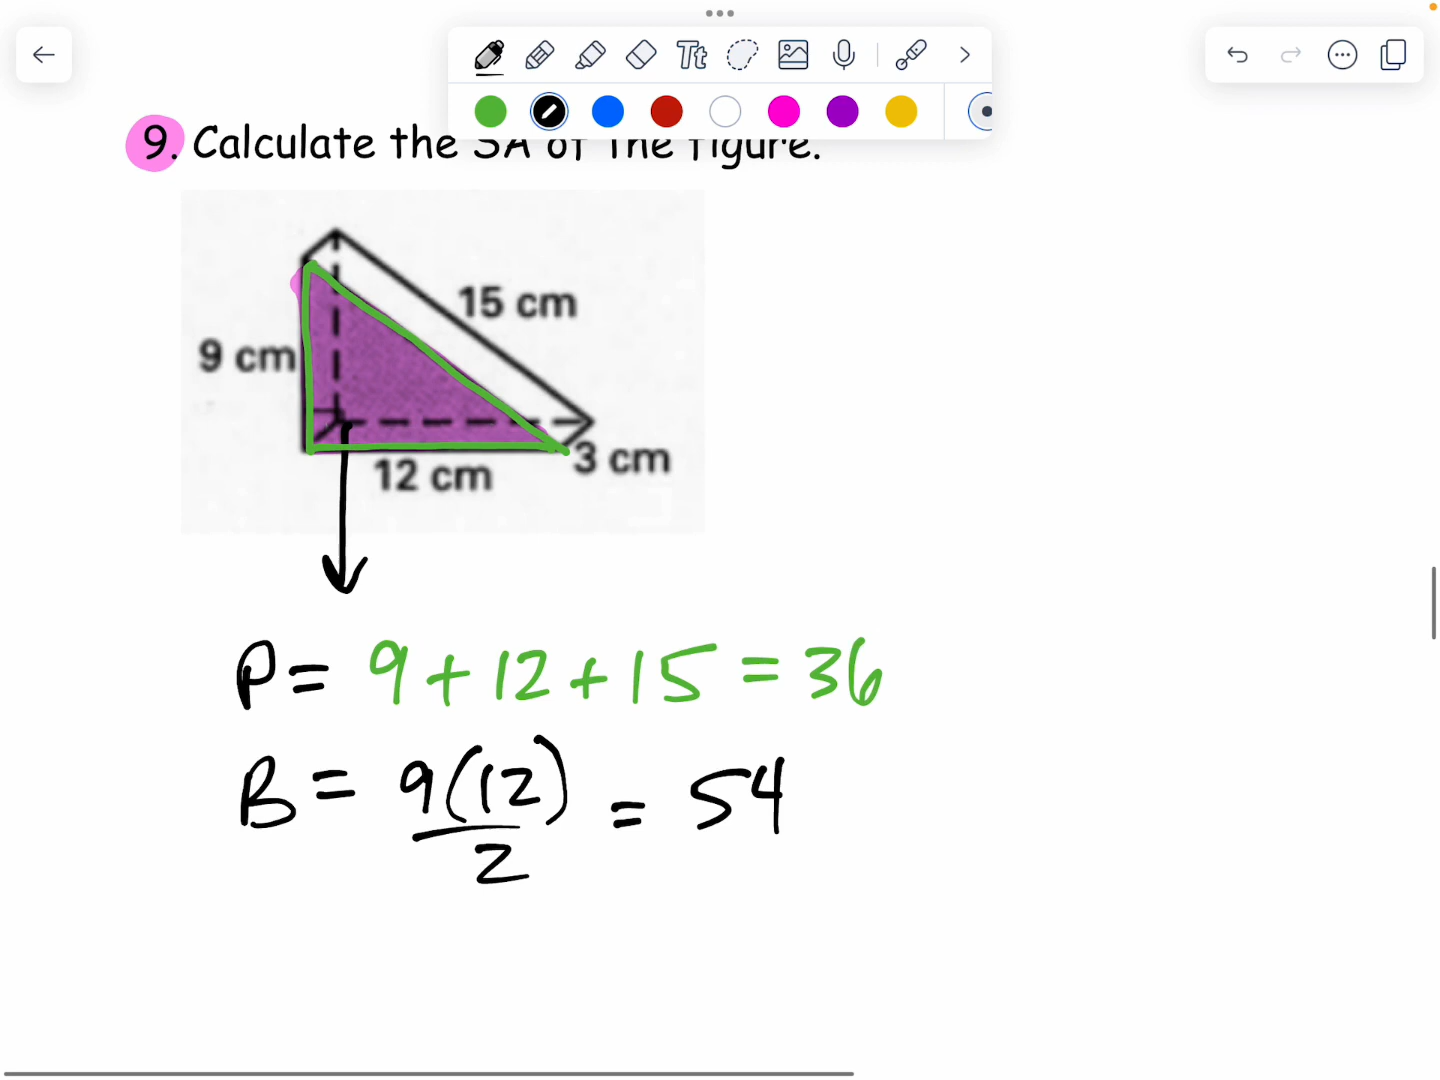 Tt
9. Calculate the SA of the figure.
15 cm
9 cm
3 cm
12 cm
P = 9 + 12 + 15 = 36
B = 9(12) = 54
2